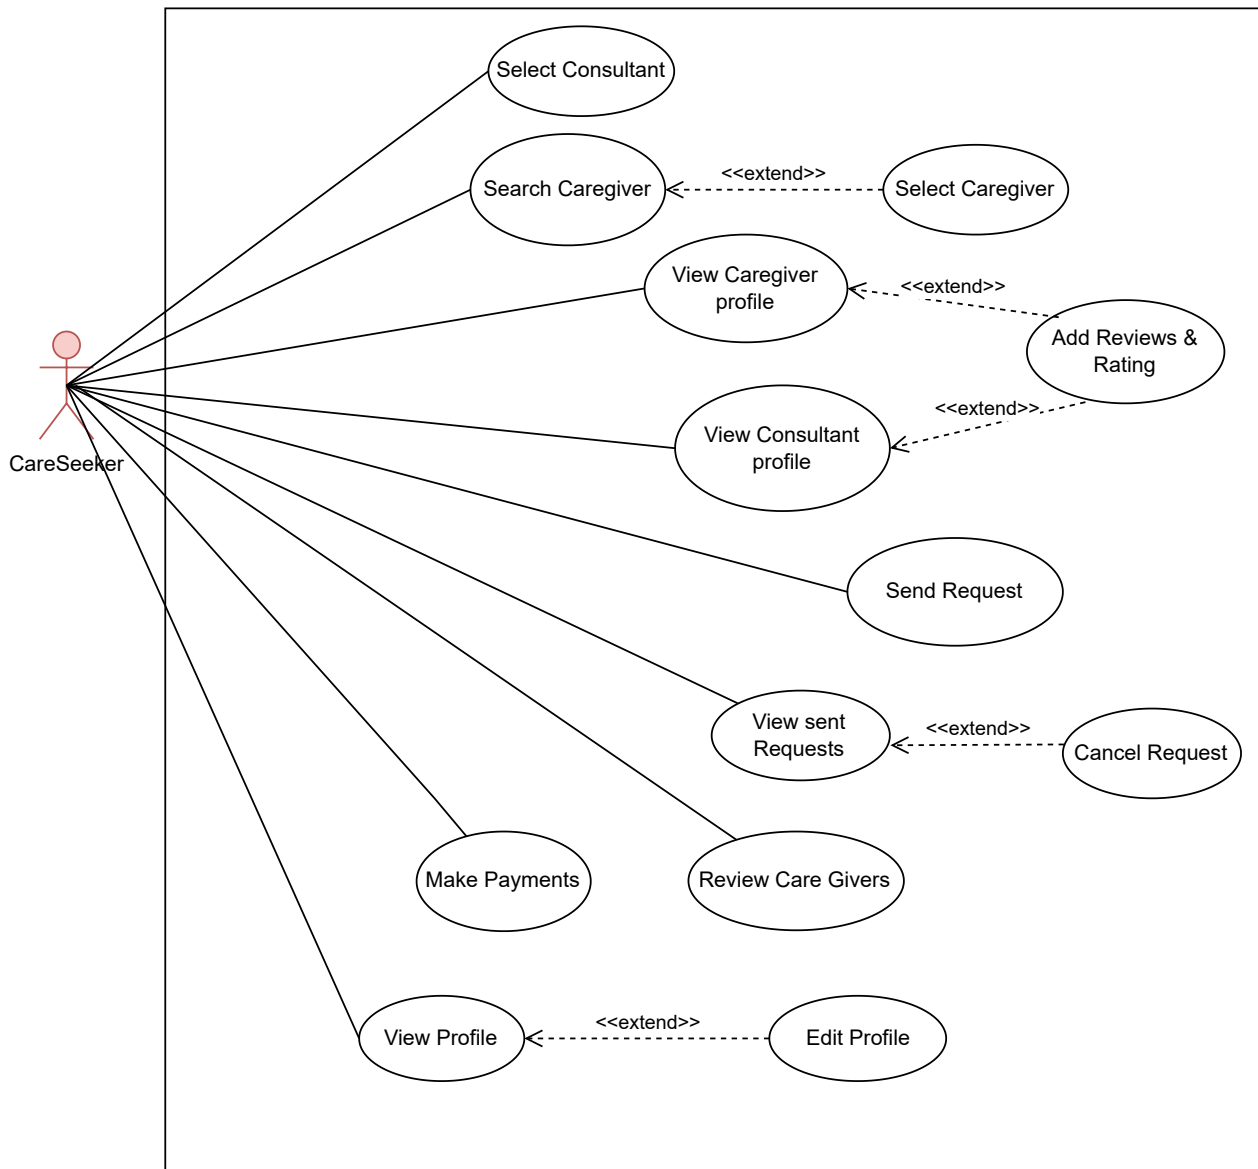 Select Consultant
Search Caregiver
<<extend>>
Select Caregiver
View Caregiver
profile
<<extend>>
Add Reviews &
Rating
<<extend>>
View Consultant
profile
CareSeeker
Send Request
View sent
Requests
<<extend>>
Cancel Request
Make Payments
Review Care Givers
View Profile
<<extend>>
Edit Profile